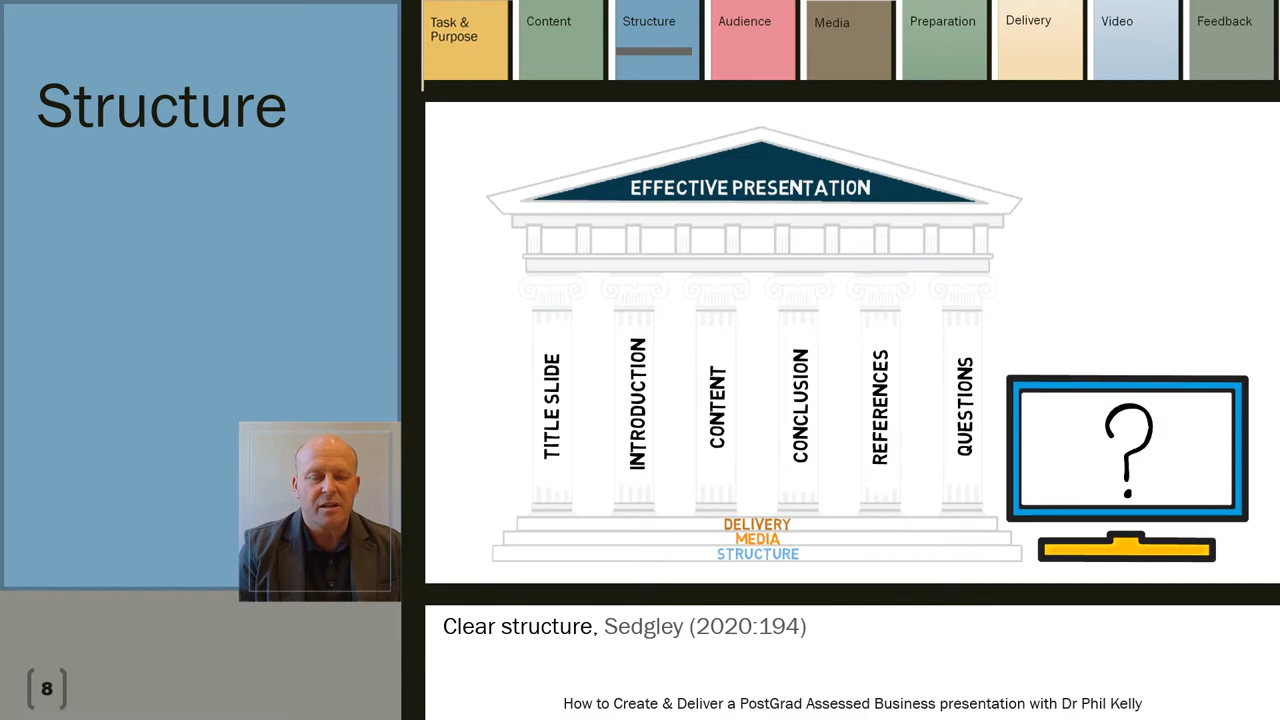 Task &
Purpose
Content
Structure
Audience
Media
Preparation
Delivery
Video
Feedback
Structure
EFFECTIVE PRESENTATION
TITLE SLIDE
INTRODUCTION
CONTENT
CONCLUSION
REFERENCES
QUESTIONS
?
DELIVERY
MEDIA
STRUCTURE
Clear structure, Sedgley (2020:194)
8
How to Create & Deliver a PostGrad Assessed Business presentation with Dr Phil Kelly